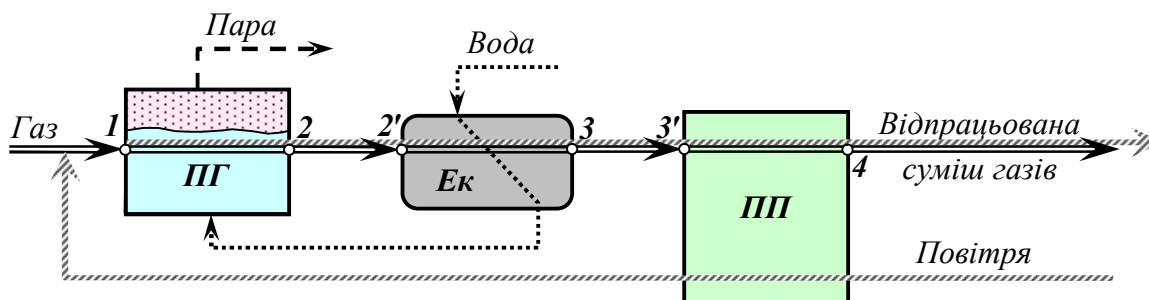 Пара
Вода
Газ
1
2
2'
3
3'
4
Відпрацьована
суміш газів
ПГ
Ек
ПП
Повітря